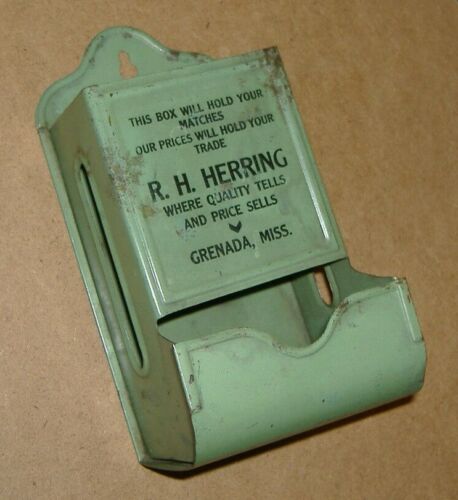 THIS BOX WILL HOLD YOUR
MATCHES
OUR PRICES WILL HOLD YOUR
TRADE
R. H. HERRING
WHERE QUALITY TELLS
AND PRICE SELLS
GRENADA, MISS.